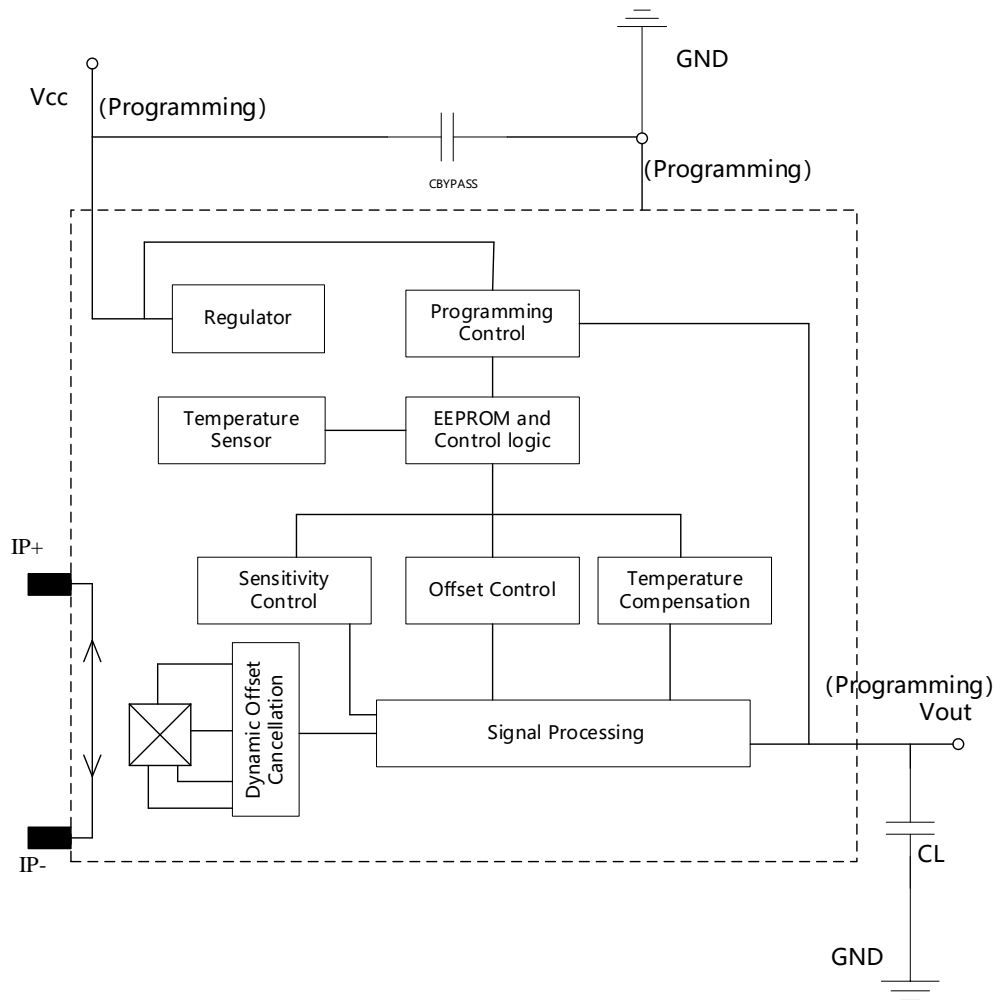 GND
Vcc
(Programming)
CBYPASS
(Programming)
Regulator
Programming
Control
Temperature
Sensor
EEPROM and
Control logic
IP+
Sensitivity
Control
Offset Control
Temperature
Compensation
Dynamic Offset
Cancellation
Signal Processing
(Programming)
Vout
IP-
CL
GND